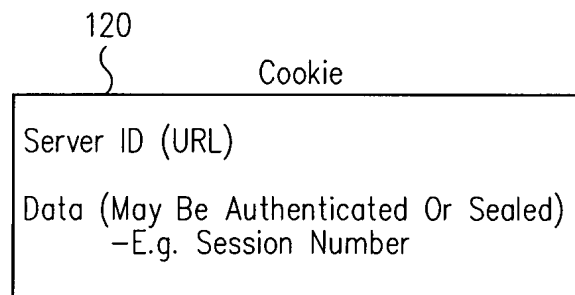 120
Cookie
Server ID (URL)
Data (May Be Authenticated Or Sealed)
-E.g. Session Number